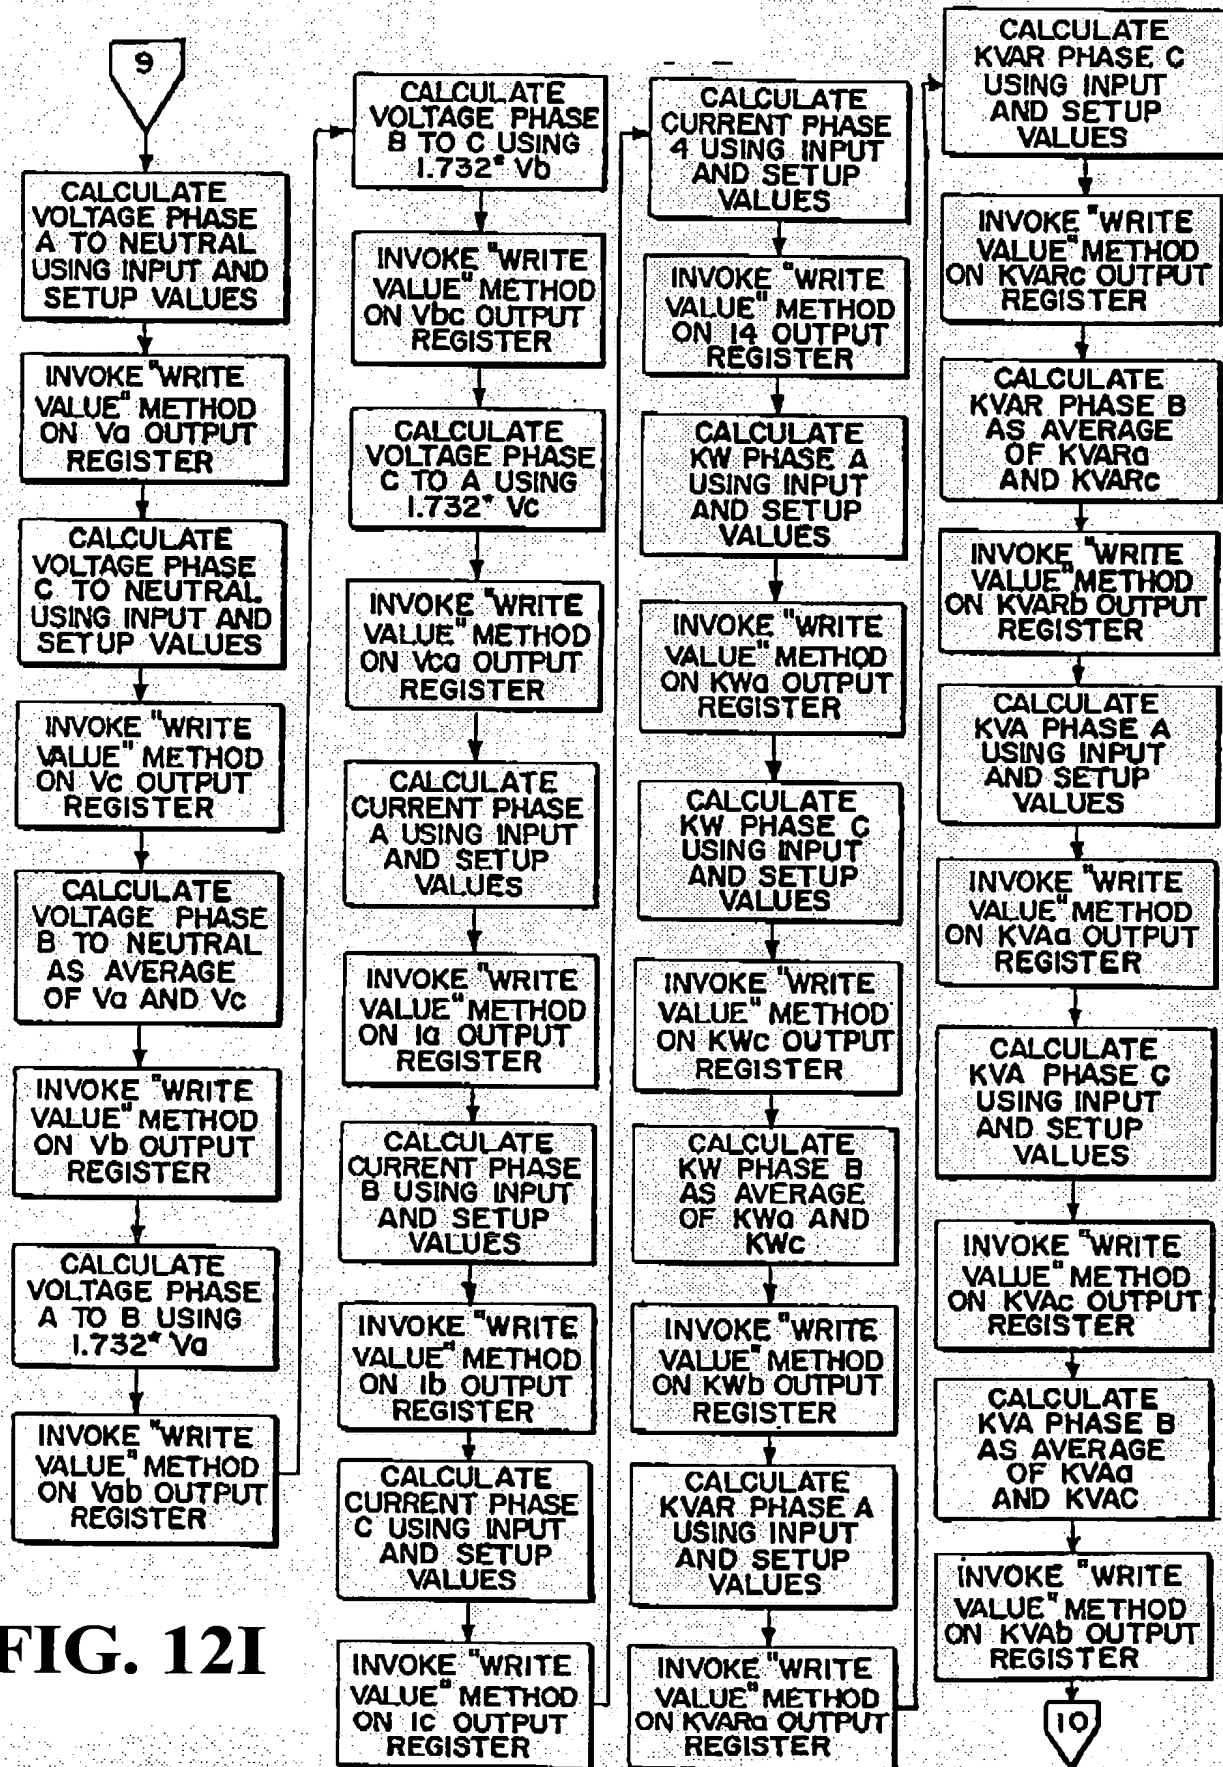 9
CALCULATE
VOLTAGE PHASE
A TO NEUTRAL
USING INPUT AND
SETUP VALUES
INVOKE "WRITE
VALUE" METHOD
ON Va OUTPUT
REGISTER
CALCULATE
VOLTAGE PHASE
C TO NEUTRAL
USING INPUT AND
SETUP VALUES
INVOKE "WRITE
VALUE" METHOD
ON Vc OUTPUT
REGISTER
CALCULATE
VOLTAGE PHASE
B TO NEUTRAL
AS AVERAGE
OF Va AND Vc
INVOKE "WRITE
VALUE" METHOD
ON Vb OUTPUT
REGISTER
CALCULATE
VOLTAGE PHASE
A TO B USING
1.732* Va
INVOKE "WRITE
VALUE" METHOD
ON Vab OUTPUT
REGISTER
CALCULATE
VOLTAGE PHASE
B TO C USING
1.732* Vb
INVOKE "WRITE
VALUE" METHOD
ON Vbc OUTPUT
REGISTER
CALCULATE
VOLTAGE PHASE
C TO A USING
1.732* Vc
INVOKE "WRITE
VALUE" METHOD
ON Vca OUTPUT
REGISTER
CALCULATE
CURRENT PHASE
A USING INPUT
AND SETUP
VALUES
INVOKE "WRITE
VALUE" METHOD
ON Ia OUTPUT
REGISTER
CALCULATE
CURRENT PHASE
B USING INPUT
AND SETUP
VALUES
INVOKE "WRITE
VALUE" METHOD
ON Ib OUTPUT
REGISTER
CALCULATE
CURRENT PHASE
C USING INPUT
AND SETUP
VALUES
INVOKE "WRITE
VALUE" METHOD
ON Ic OUTPUT
REGISTER
CALCULATE
CURRENT PHASE
4 USING INPUT
AND SETUP
VALUES
INVOKE "WRITE
VALUE" METHOD
ON I4 OUTPUT
REGISTER
CALCULATE
KW PHASE A
USING INPUT
AND SETUP
VALUES
INVOKE "WRITE
VALUE" METHOD
ON KWa OUTPUT
REGISTER
CALCULATE
KW PHASE C
USING INPUT
AND SETUP
VALUES
INVOKE "WRITE
VALUE" METHOD
ON KWc OUTPUT
REGISTER
CALCULATE
KW PHASE B
AS AVERAGE
OF KWa AND
KWc
INVOKE "WRITE
VALUE" METHOD
ON KWb OUTPUT
REGISTER
CALCULATE
KVAR PHASE A
USING INPUT
AND SETUP
VALUES
INVOKE "WRITE
VALUE" METHOD
ON KVARa OUTPUT
REGISTER
CALCULATE
KVAR PHASE C
USING INPUT
AND SETUP
VALUES
INVOKE "WRITE
VALUE" METHOD
ON KVARc OUTPUT
REGISTER
CALCULATE
KVAR PHASE B
AS AVERAGE
OF KVARa
AND KVARc
INVOKE "WRITE
VALUE" METHOD
ON KVARb OUTPUT
REGISTER
CALCULATE
KVA PHASE A
USING INPUT
AND SETUP
VALUES
INVOKE "WRITE
VALUE" METHOD
ON KVAa OUTPUT
REGISTER
CALCULATE
KVA PHASE C
USING INPUT
AND SETUP
VALUES
INVOKE "WRITE
VALUE" METHOD
ON KVAc OUTPUT
REGISTER
CALCULATE
KVA PHASE B
AS AVERAGE
OF KVAa
AND KVAC
INVOKE "WRITE
VALUE" METHOD
ON KVAb OUTPUT
REGISTER
10
FIG. 12I